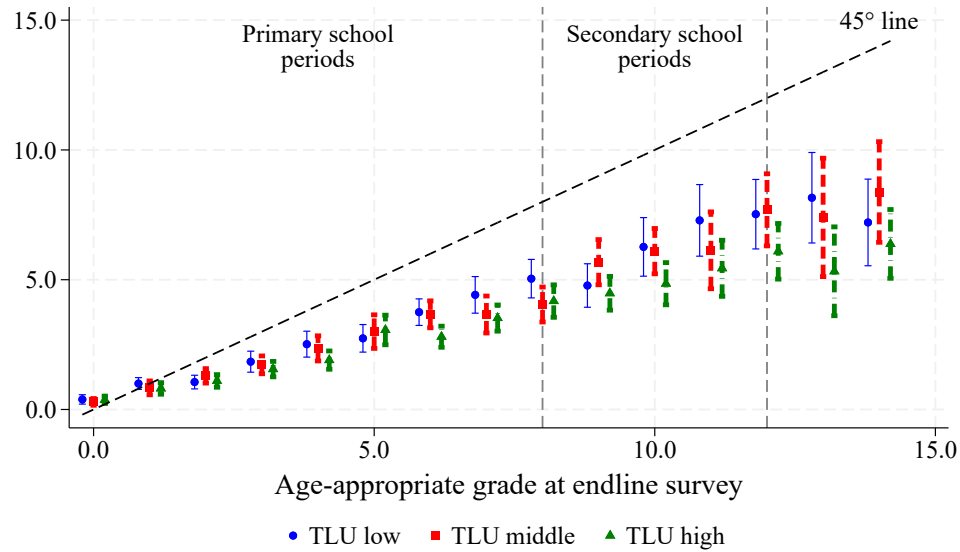 15.0
Primary school
periods
Secondary school
periods
45° line
10.0
5.0
0.0
0.0 5.0 10.0 15.0
Age-appropriate grade at endline survey
TLU low TLU middle TLU high